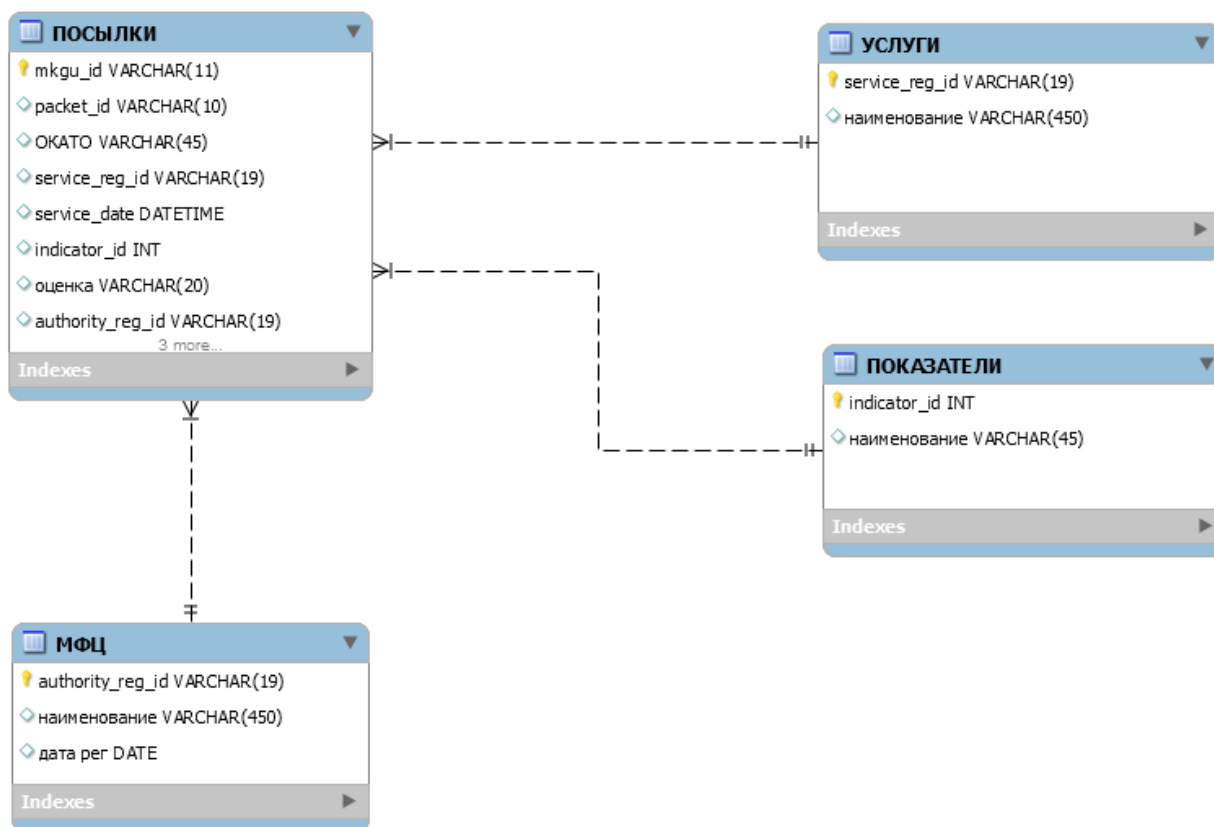 ПОСЫЛКИ
mkgu_id VARCHAR(11)
packet_id VARCHAR(10)
ОКАТО VARCHAR(45)
service_reg_id VARCHAR(19)
service_date DATETIME
indicator_id INT
оценка VARCHAR(20)
authority_reg_id VARCHAR(19)
3 more...
Indexes
УСЛУГИ
service_reg_id VARCHAR(19)
наименование VARCHAR(450)
Indexes
ПОКАЗАТЕЛИ
indicator_id INT
наименование VARCHAR(45)
Indexes
МФЦ
authority_reg_id VARCHAR(19)
наименование VARCHAR(450)
дата рег DATE
Indexes